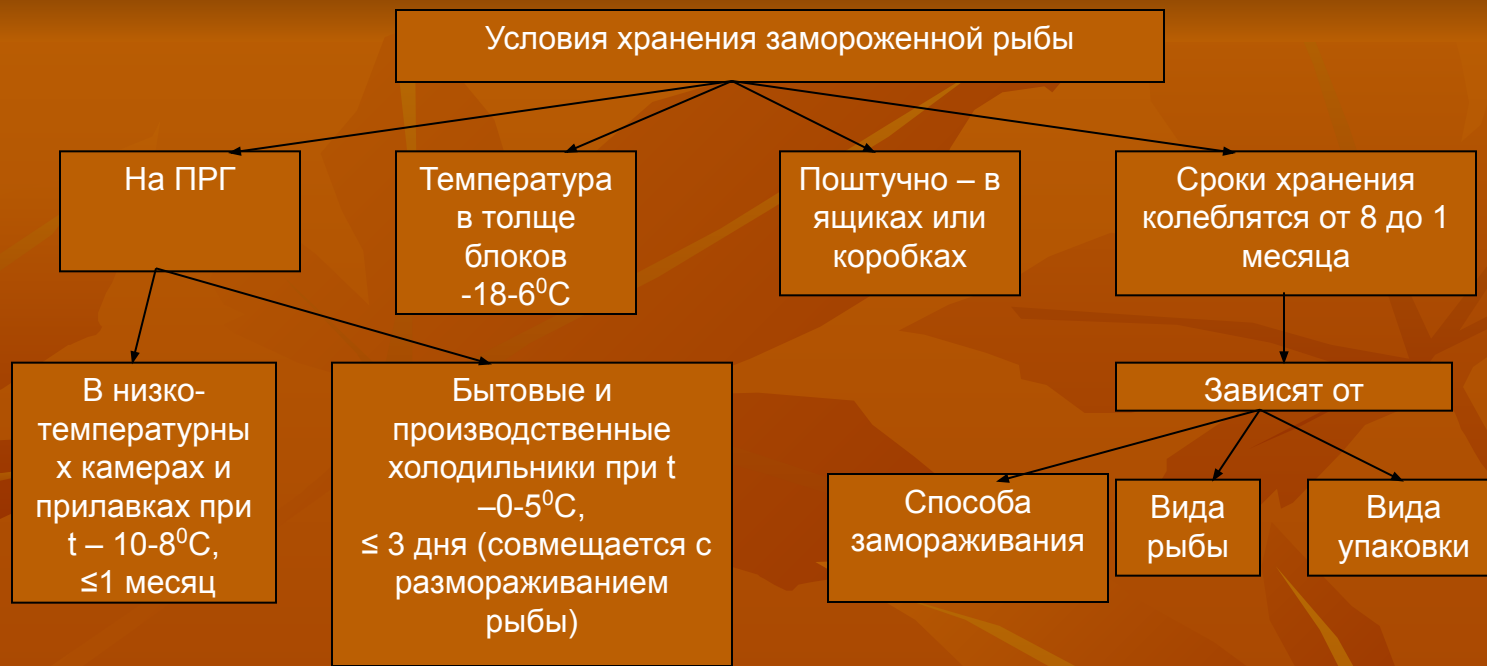 Условия хранения замороженной рыбы
На ПРГ
Температура
в толще
блоков
-18-6⁰С
Поштучно – в
ящиках или
коробках
Сроки хранения
колеблятся от 8 до 1
месяца
В низко-
температурны
х камерах и
прилавках при
t – 10-8⁰С,
≤1 месяц
Бытовые и
производственные
холодильники при t
–0-5⁰С,
≤ 3 дня (совмещается с
размораживанием
рыбы)
Зависят от
Способа
замораживания
Вида
рыбы
Вида
упаковки